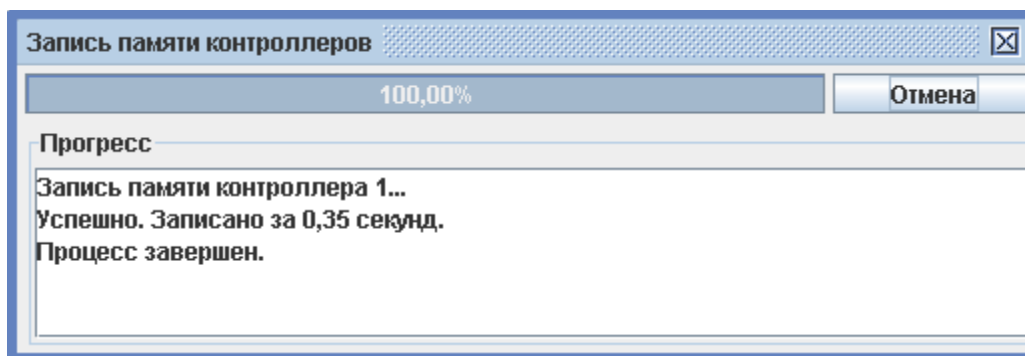 Запись памяти контроллеров
100,00%
Отмена
Прогресс
Запись памяти контроллера 1...
Успешно. Записано за 0,35 секунд.
Процесс завершен.